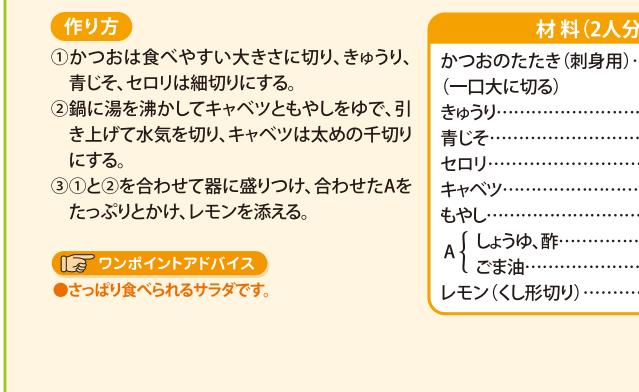 作り方
①かつおは食べやすい大きさに切り、きゅうり、
青じそ、セロリは細切りにする。
②鍋に湯を沸かしてキャベツともやしをゆで、引
き上げて水気を切り、キャベツは太めの千切り
にする。
③①と②を合わせて器に盛りつけ、合わせたAを
たっぷりとかけ、レモンを添える。
ワンポイントアドバイス
●さっぱり食べられるサラダです。
材料（2人分
かつおのたたき（刺身用）…
（一口大に切る）
きゅうり……………………
青じそ……………………
セロリ……………………
キャベツ……………………
もやし……………………
A{しょうゆ、酢……………
ごま油…………………
レモン（くし形切り）…………